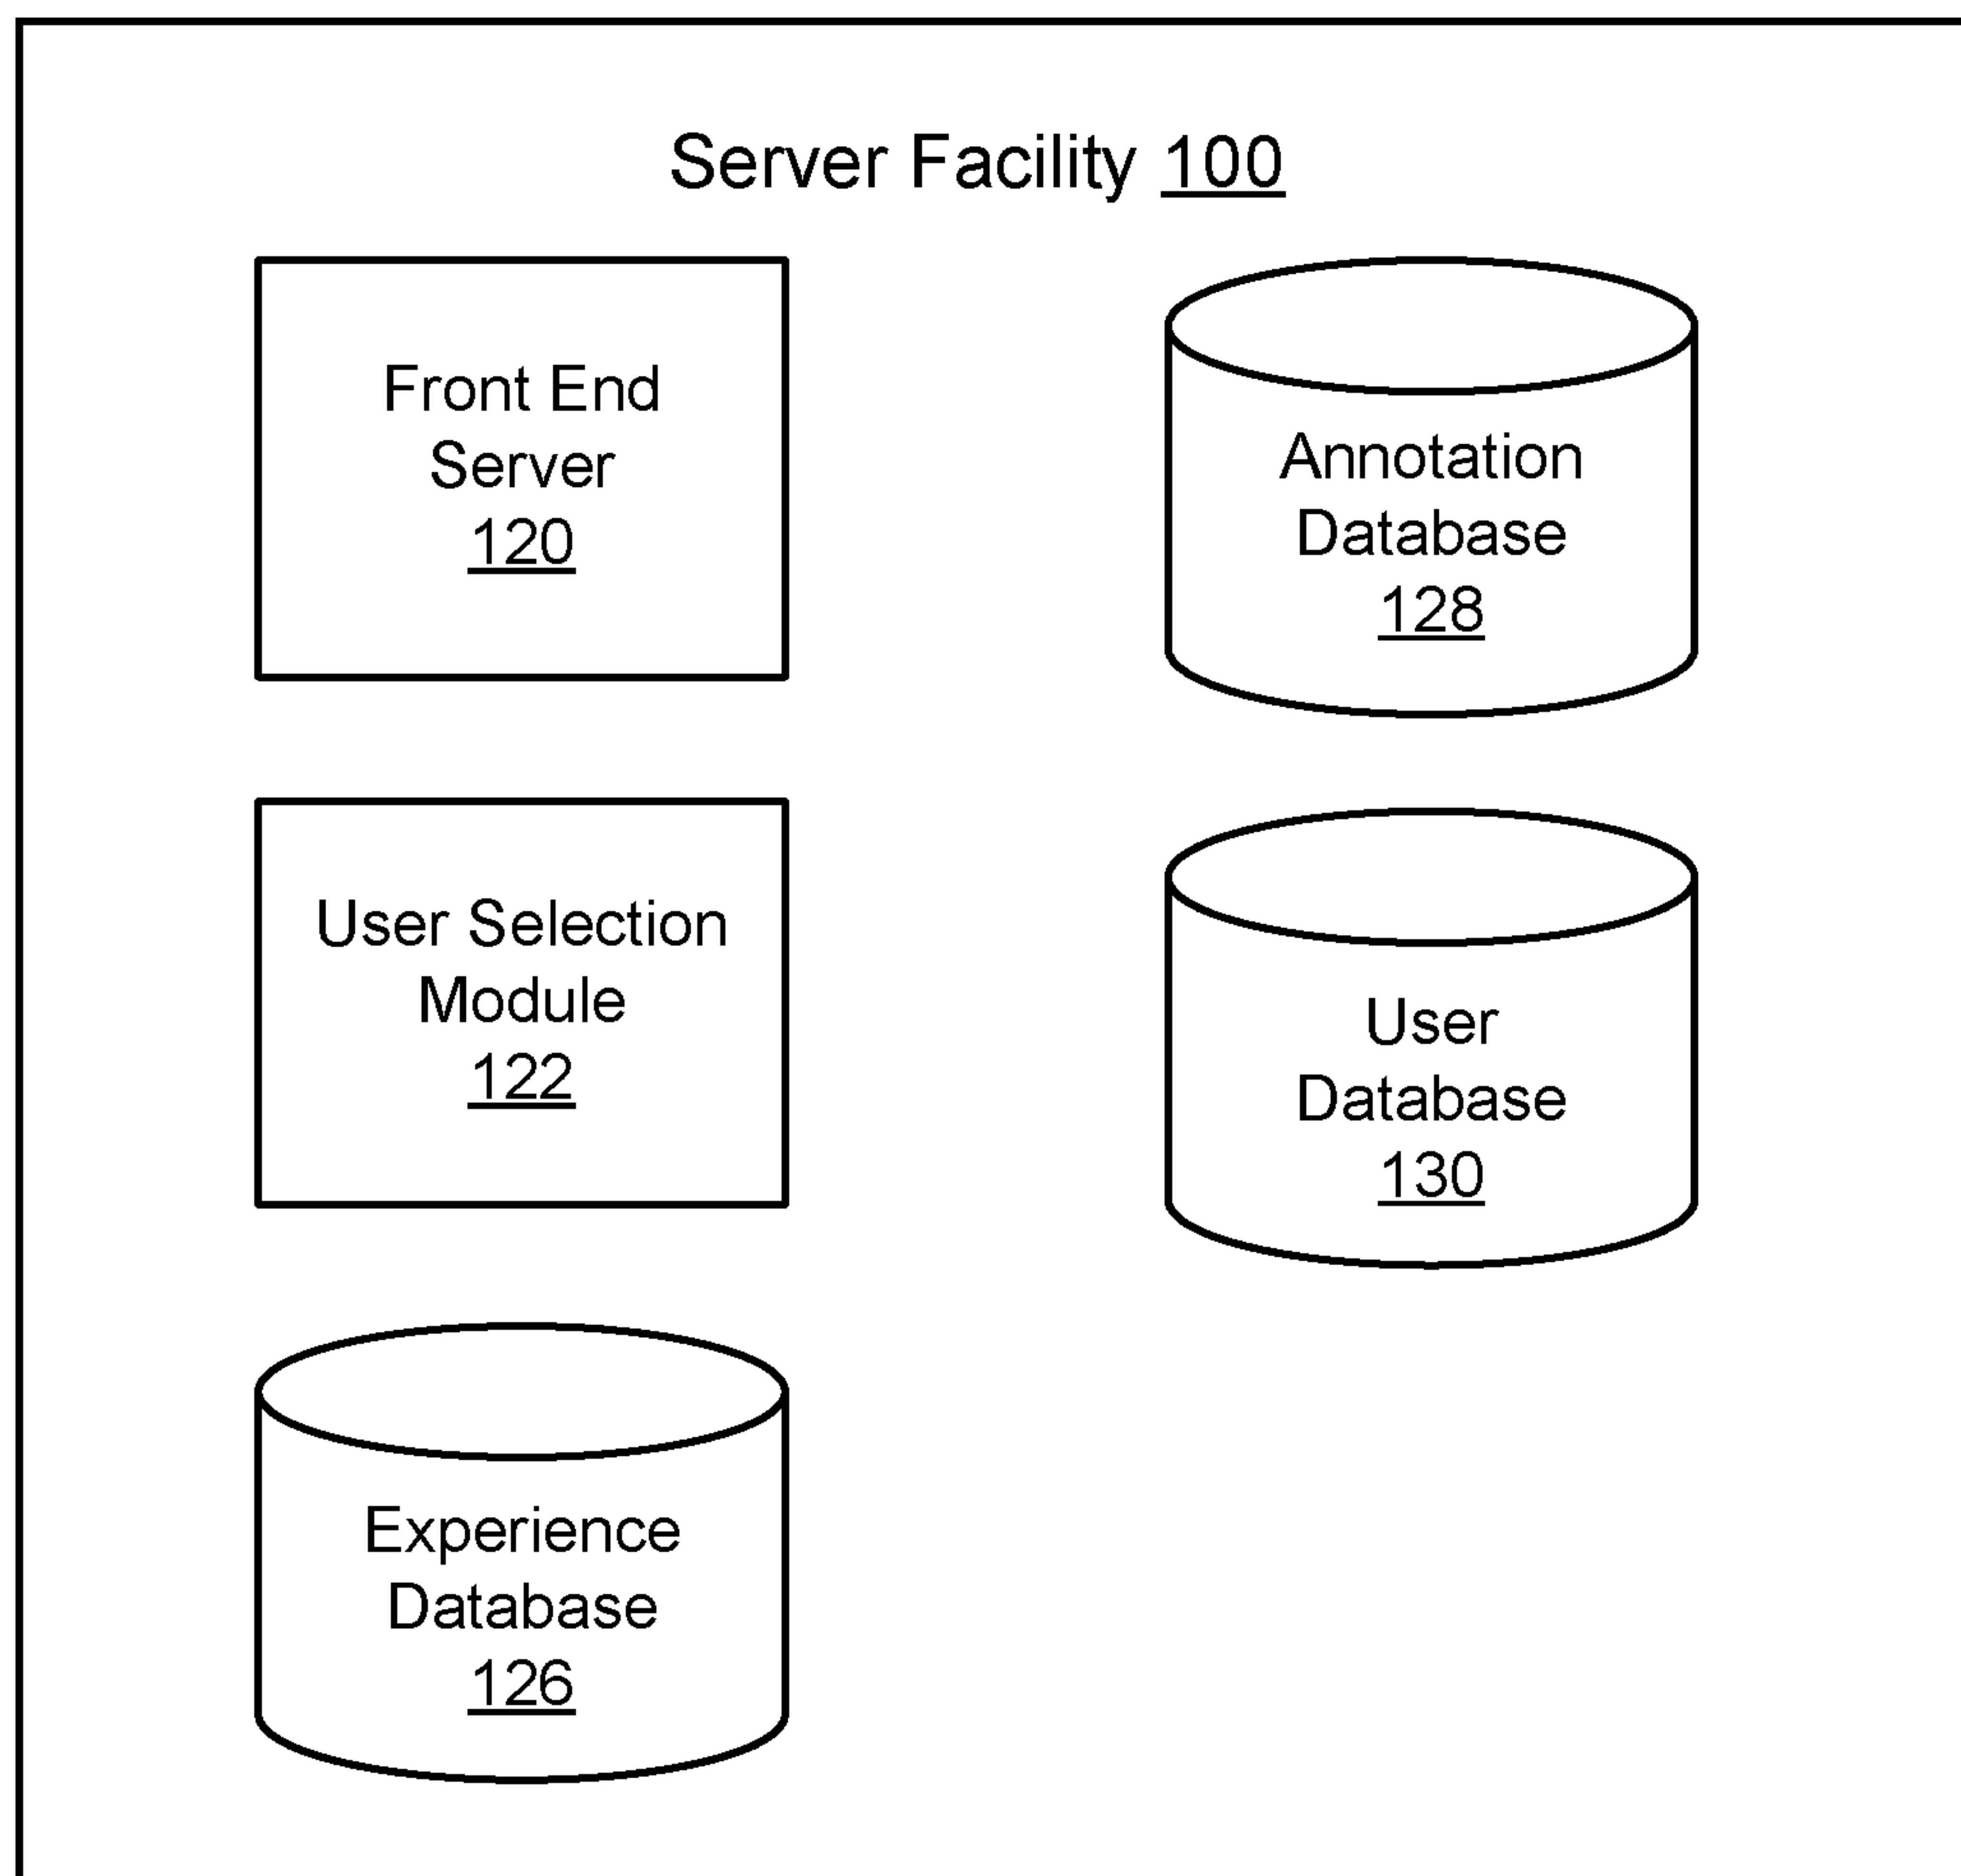 Server Facility 100
Front End
Server
120
Annotation
Database
128
User Selection
Module
122
User
Database
130
Experience
Database
126